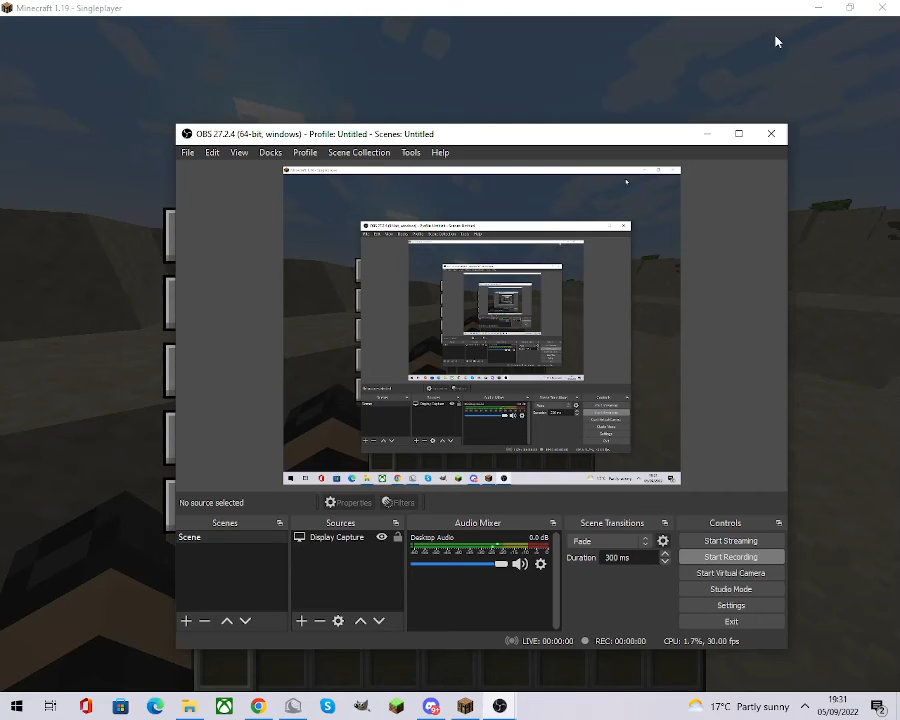 Minecraft 1.19 - Singleplayer
OBS 27.2.4 (64-bit, windows) - Profile: Untitled - Scenes: Untitled
File Edit View Docks Profile Scene Collection Tools Help
No source selected Properties Filters
Scenes Sources Audio Mixer Scene Transitions Controls
Scene
Display Capture
Desktop Audio 0.0 dB
Fade
Duration 300 ms
Start Streaming
Start Recording
Start Virtual Camera
Studio Mode
Settings
Exit
LIVE: 00:00:00 REC: 00:00:00 CPU: 1.7%, 30.00 fps
17°C Partly sunny
19:31
05/09/2022